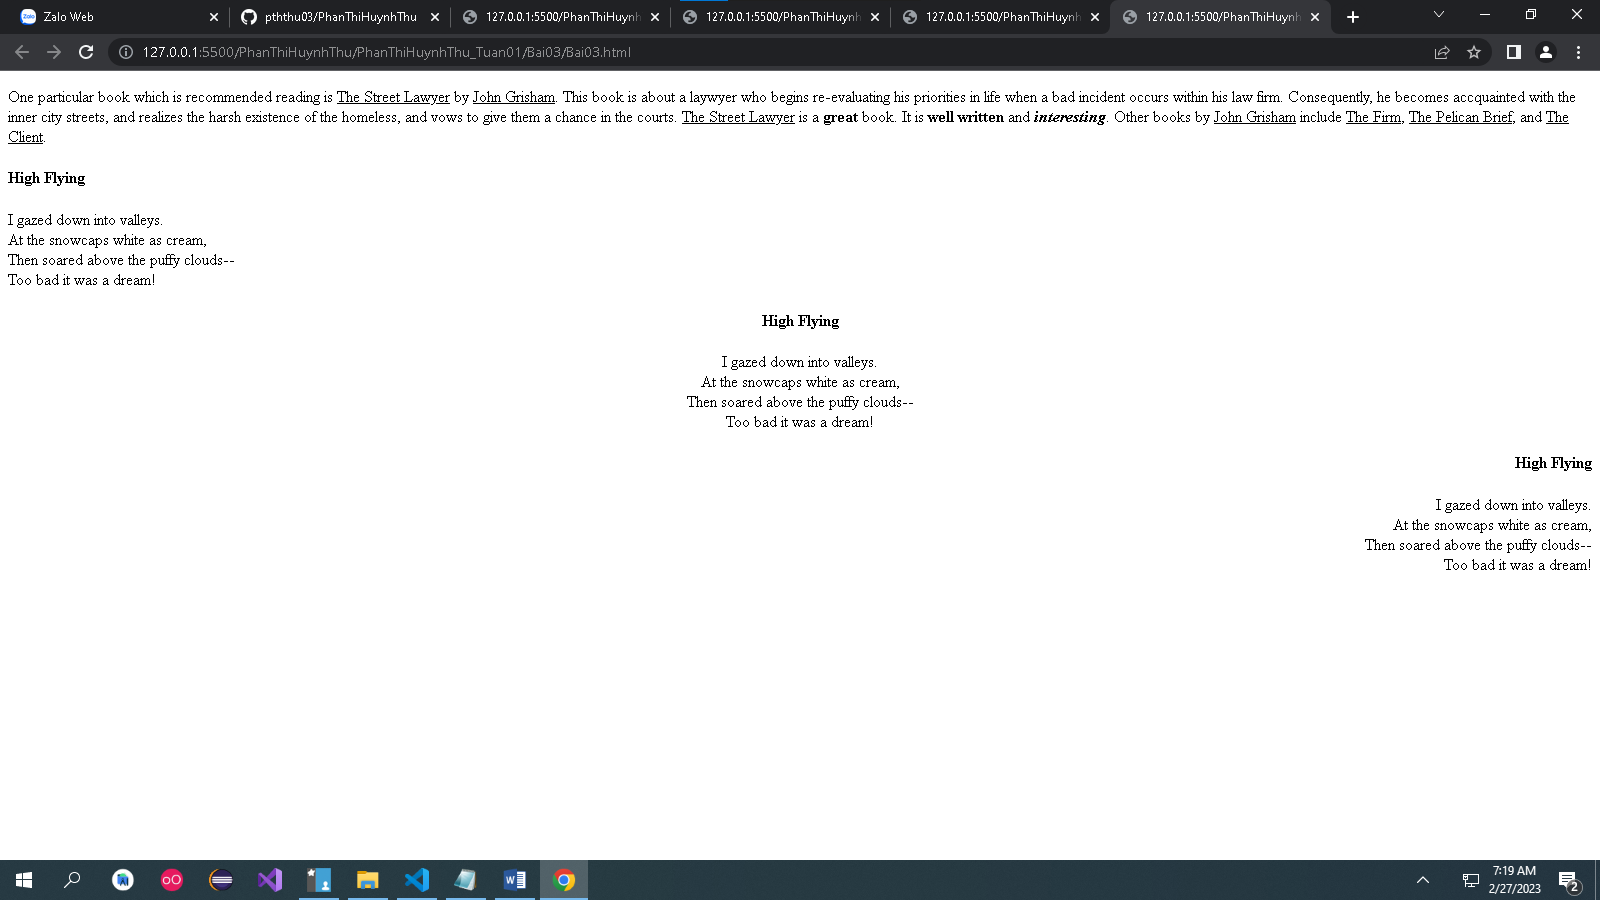 Zalo Web
pththu03/PhanThiHuynhThu
127.0.0.1:5500/PhanThiHuynh
127.0.0.1:5500/PhanThiHuynh
127.0.0.1:5500/PhanThiHuynh
127.0.0.1:5500/PhanThiHuynh
127.0.0.1:5500/PhanThiHuynhThu/PhanThiHuynhThu_Tuan01/Bai03/Bai03.html
One particular book which is recommended reading is The Street Lawyer by John Grisham. This book is about a laywyer who begins re-evaluating his priorities in life when a bad incident occurs within his law firm. Consequently, he becomes accquainted with the
inner city streets, and realizes the harsh existence of the homeless, and vows to give them a chance in the courts. The Street Lawyer is a great book. It is well written and interesting. Other books by John Grisham include The Firm, The Pelican Brief, and The
Client.
High Flying
I gazed down into valleys.
At the snowcaps white as cream,
Then soared above the puffy clouds--
Too bad it was a dream!
High Flying
I gazed down into valleys.
At the snowcaps white as cream,
Then soared above the puffy clouds--
Too bad it was a dream!
High Flying
I gazed down into valleys.
At the snowcaps white as cream,
Then soared above the puffy clouds--
Too bad it was a dream!
7:19 AM
2/27/2023
2